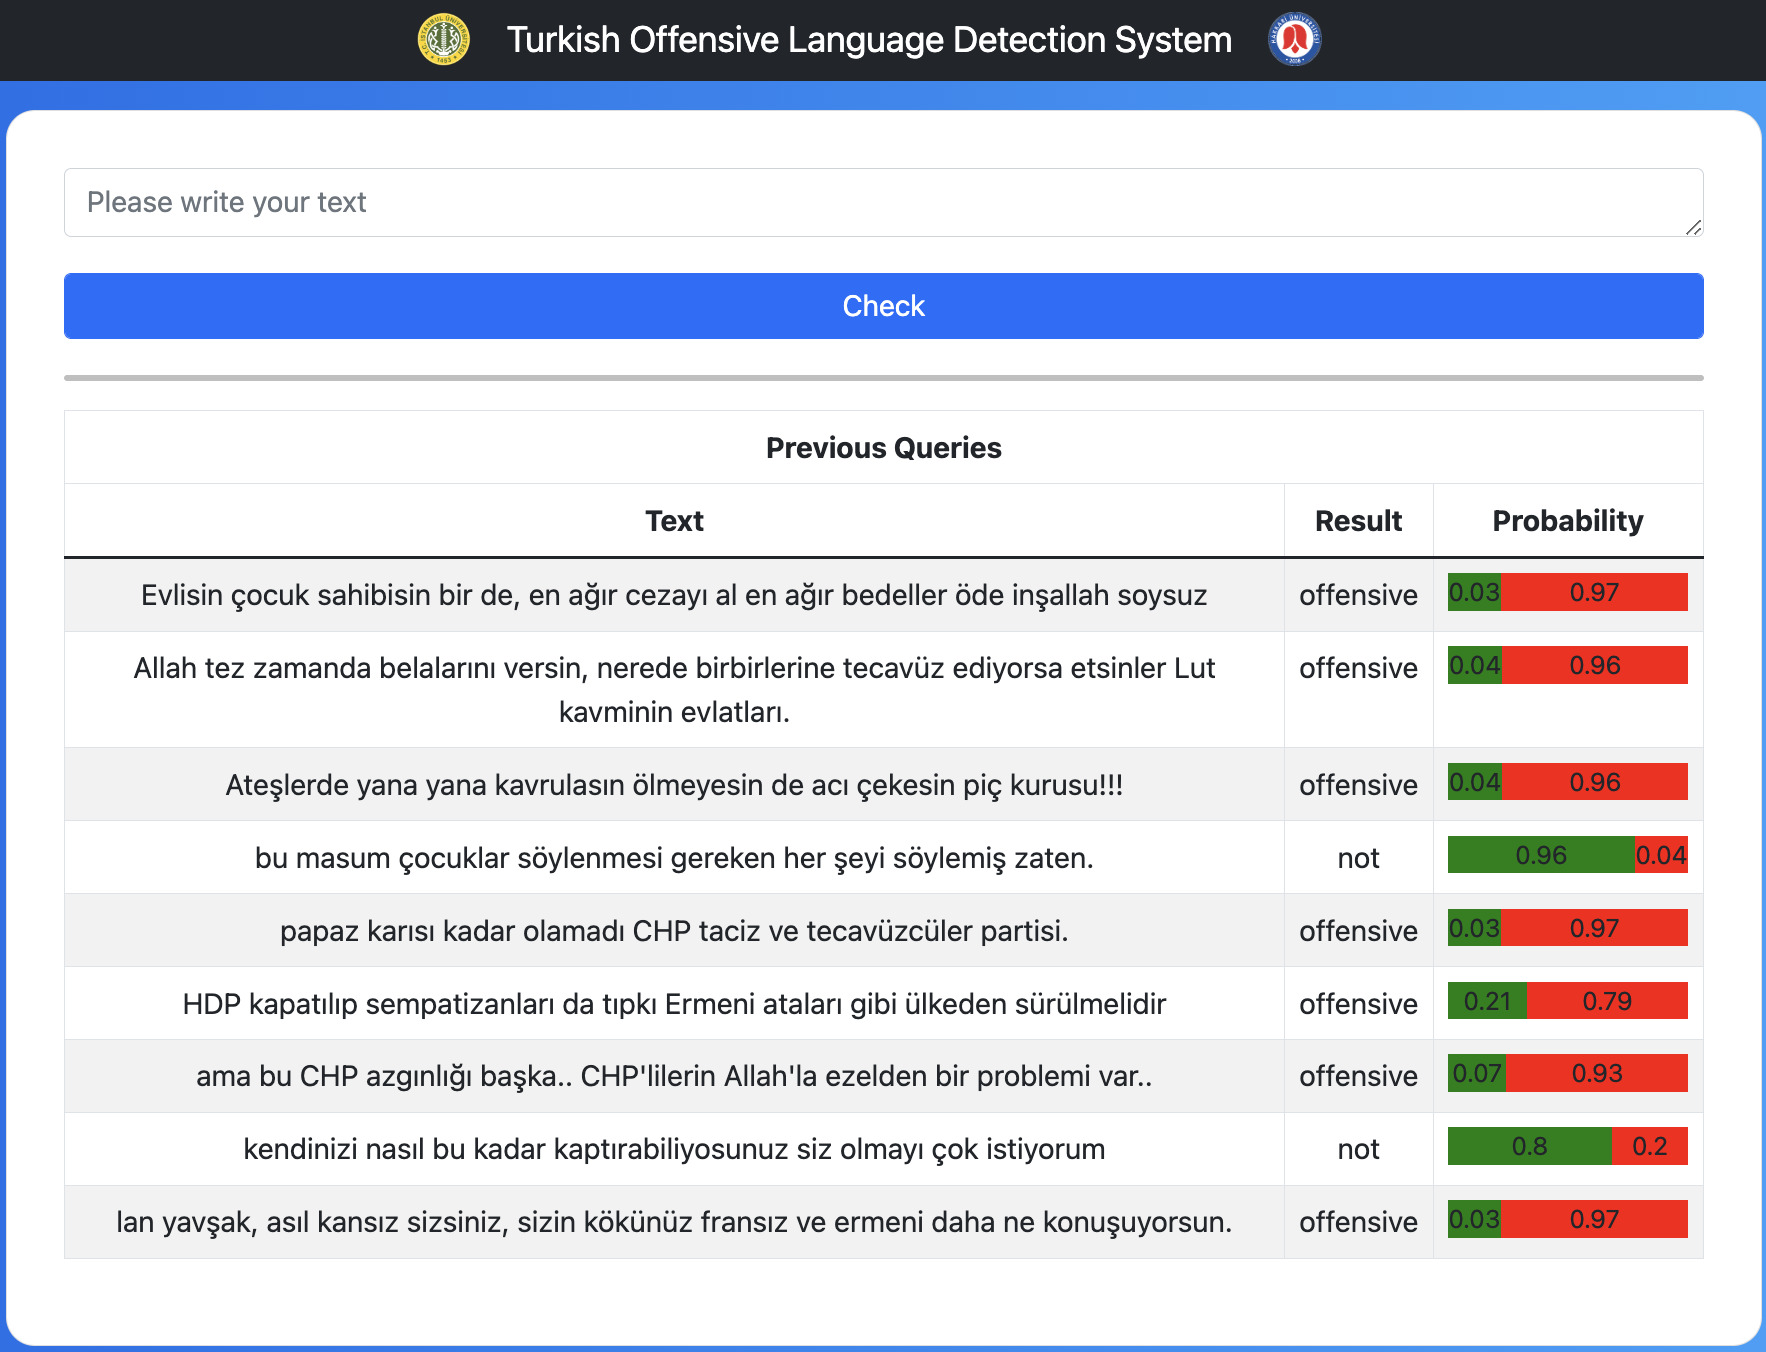 Turkish Offensive Language Detection System
Please write your text
Check
Previous Queries
Text Result Probability
Evlisin çocuk sahibisin bir de, en ağır cezayı al en ağır bedeller öde inşallah soysuz offensive 0.03 0.97
Allah tez zamanda belalarını versin, nerede birbirlerine tecavüz ediyorsa etsinler Lut offensive 0.04 0.96
kavminin evlatları.
Ateşlerde yana yana kavrulasın ölmeyesin de acı çekesin piç kurusu!!! offensive 0.04 0.96
bu masum çocuklar söylenmesi gereken her şeyi söylemiş zaten. not 0.96 0.04
papaz karısı kadar olamadı CHP taciz ve tecavüzcüler partisi. offensive 0.03 0.97
HDP kapatılıp sempatizanları da tıpkı Ermeni ataları gibi ülkeden sürülmelidir offensive 0.21 0.79
ama bu CHP azgınlığı başka.. CHP'lilerin Allah'la ezelden bir problemi var.. offensive 0.07 0.93
kendinizi nasıl bu kadar kaptırabiliyosunuz siz olmayı çok istiyorum not 0.8 0.2
lan yavşak, asıl kansız sizsiniz, sizin kökünüz fransız ve ermeni daha ne konuşuyorsun. offensive 0.03 0.97